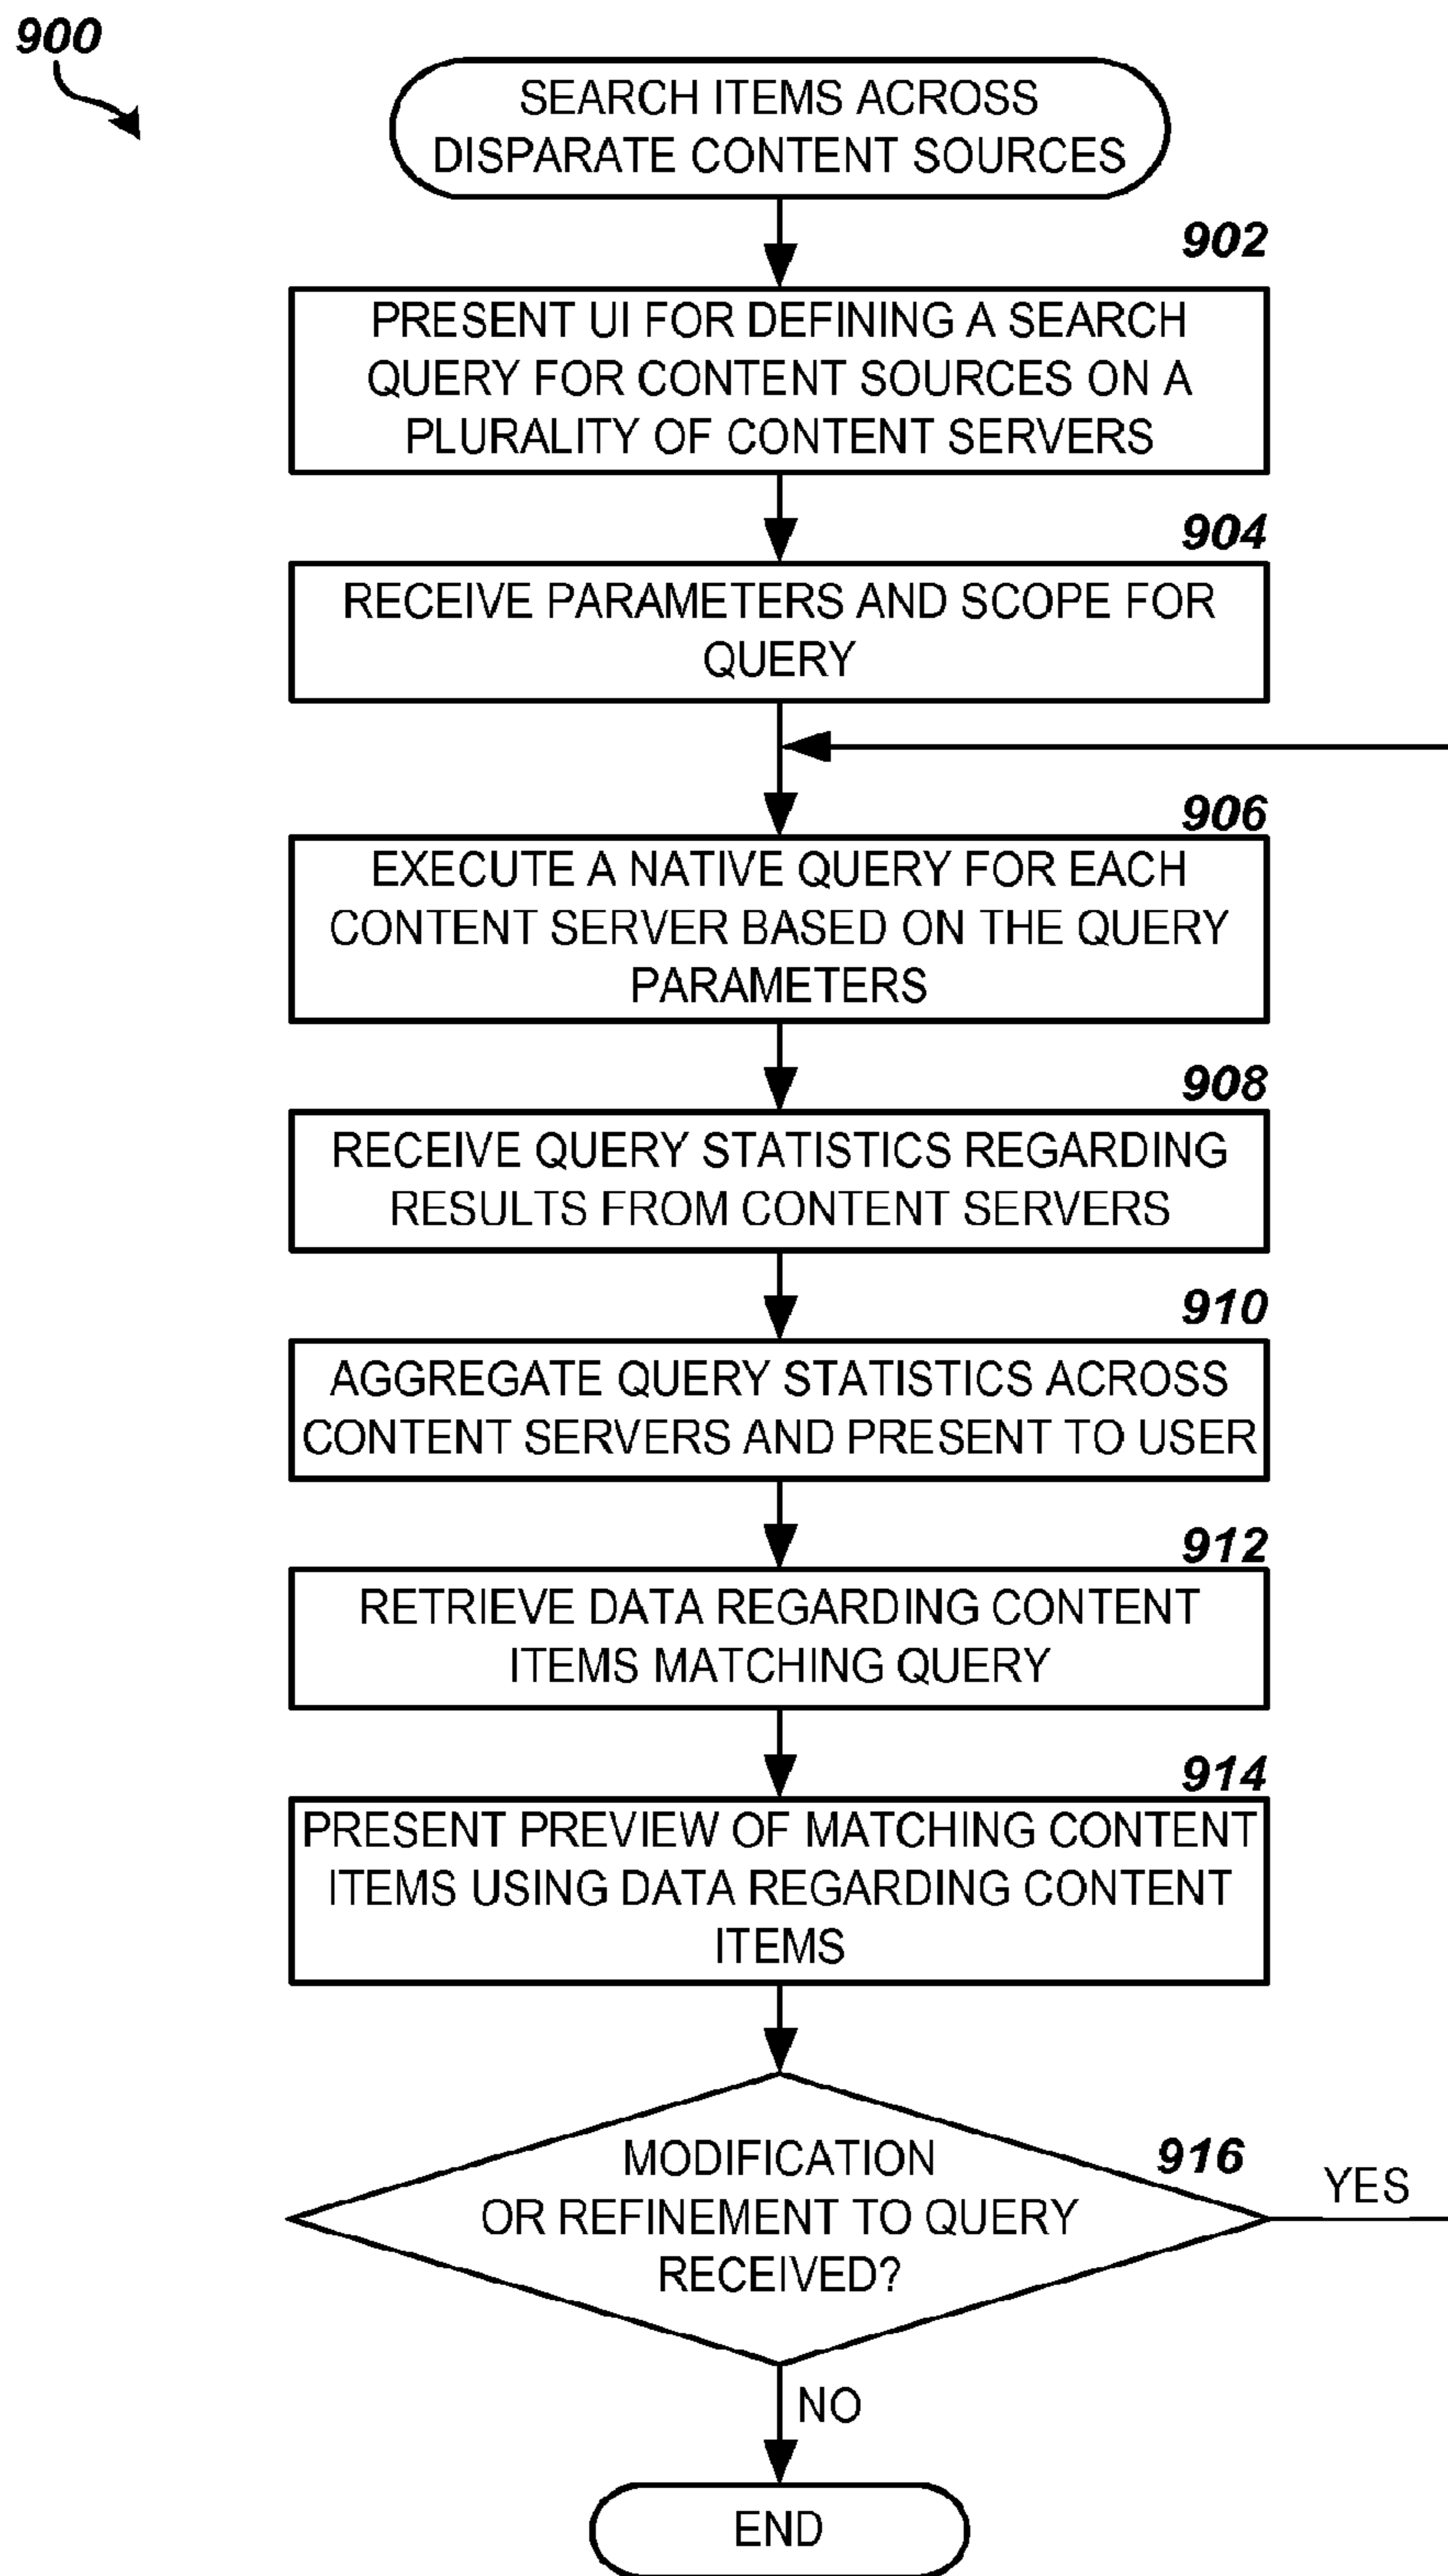 900
SEARCH ITEMS ACROSS
DISPARATE CONTENT SOURCES
902
PRESENT UI FOR DEFINING A SEARCH
QUERY FOR CONTENT SOURCES ON A
PLURALITY OF CONTENT SERVERS
904
RECEIVE PARAMETERS AND SCOPE FOR
QUERY
906
EXECUTE A NATIVE QUERY FOR EACH
CONTENT SERVER BASED ON THE QUERY
PARAMETERS
908
RECEIVE QUERY STATISTICS REGARDING
RESULTS FROM CONTENT SERVERS
910
AGGREGATE QUERY STATISTICS ACROSS
CONTENT SERVERS AND PRESENT TO USER
912
RETRIEVE DATA REGARDING CONTENT
ITEMS MATCHING QUERY
914
PRESENT PREVIEW OF MATCHING CONTENT
ITEMS USING DATA REGARDING CONTENT
ITEMS
916
MODIFICATION
OR REFINEMENT TO QUERY
RECEIVED?
YES
NO
END